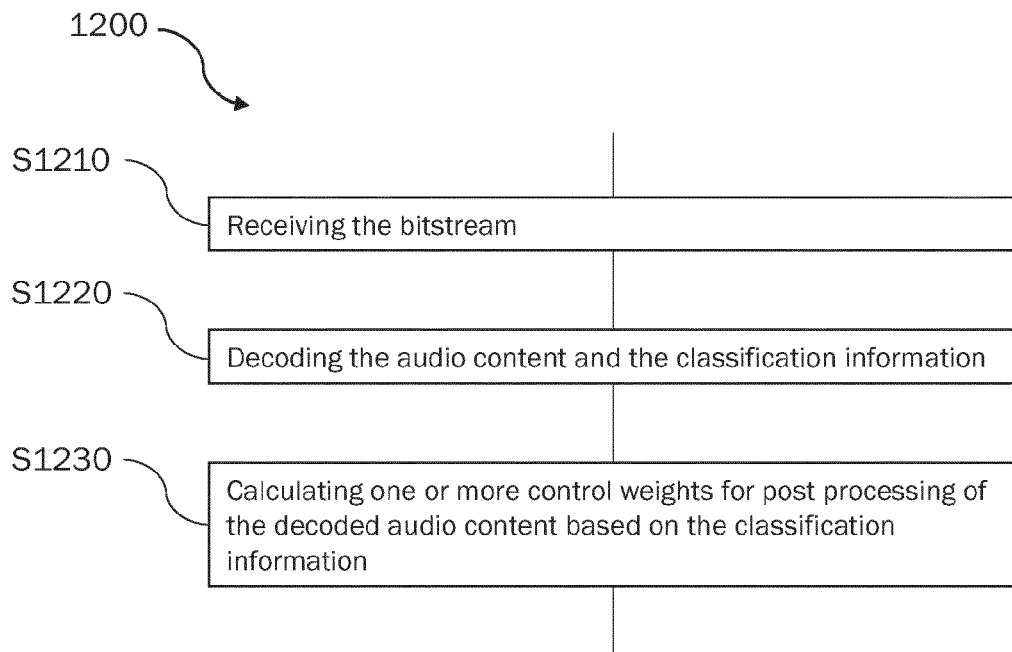 1200
S1210
Receiving the bitstream
S1220
Decoding the audio content and the classification information
S1230
Calculating one or more control weights for post processing of
the decoded audio content based on the classification
information